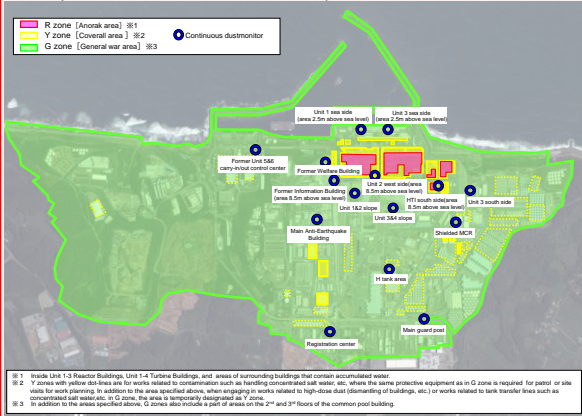 R zone [Anorak area] ※1
Y zone [Coverall area] ※2
G zone [General war area] ※3
Continuous dustmonitor
Unit 1 sea side
(area 2.5m above sea level)
Unit 3 sea side
(area 2.5m above sea level)
Former Unit 5&6
carry-in/out control center
Former Welfare Building
Unit 2 west side(area
8.5m above sea level)
Former Information Building
(area 8.5m above sea level)
HTI south side(area
8.5m above sea level)
Unit 3 south side
Unit 1&2 slope
Unit 3&4 slope
Main Anti-Earthquake
Building
Shielded MCR
H tank area
Main guard post
Registration center
※1 Inside Unit 1-3 Reactor Buildings, Unit 1-4 Turbine Buildings, and areas of surrounding buildings that contain accumulated water.
※2 Y zones with yellow dot-lines are for works related to contamination such as handling concentrated salt water, etc, where the same protective equipment as in G zone is required for patrol or site
visits for work planning. In addition to the area specified above, when engaging in works related to high-dose dust (dismantling of buildings, etc.) or works related to tank transfer lines such as
concentrated salt water,etc. in G zone, the area is temporarily designated as Y zone.
※3 In addition to the areas specified above, G zones also include a part of areas on the 2nd and 3rd floors of the common pool building.